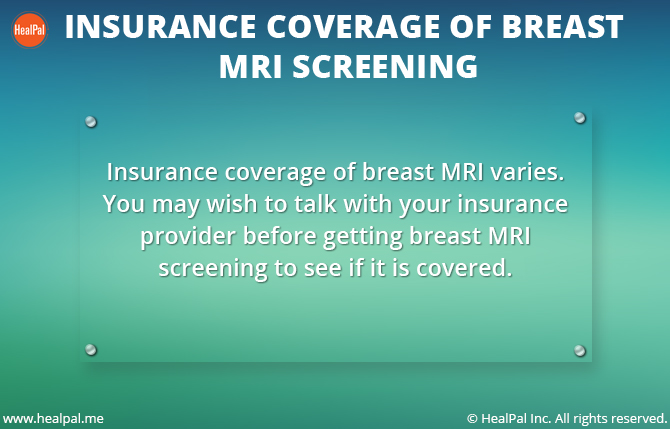 HealPal
INSURANCE COVERAGE OF BREAST
MRI SCREENING
Insurance coverage of breast MRI varies.
You may wish to talk with your insurance
provider before getting breast MRI
screening to see if it is covered.
www.healpal.me
© HealPal Inc. All rights reserved.